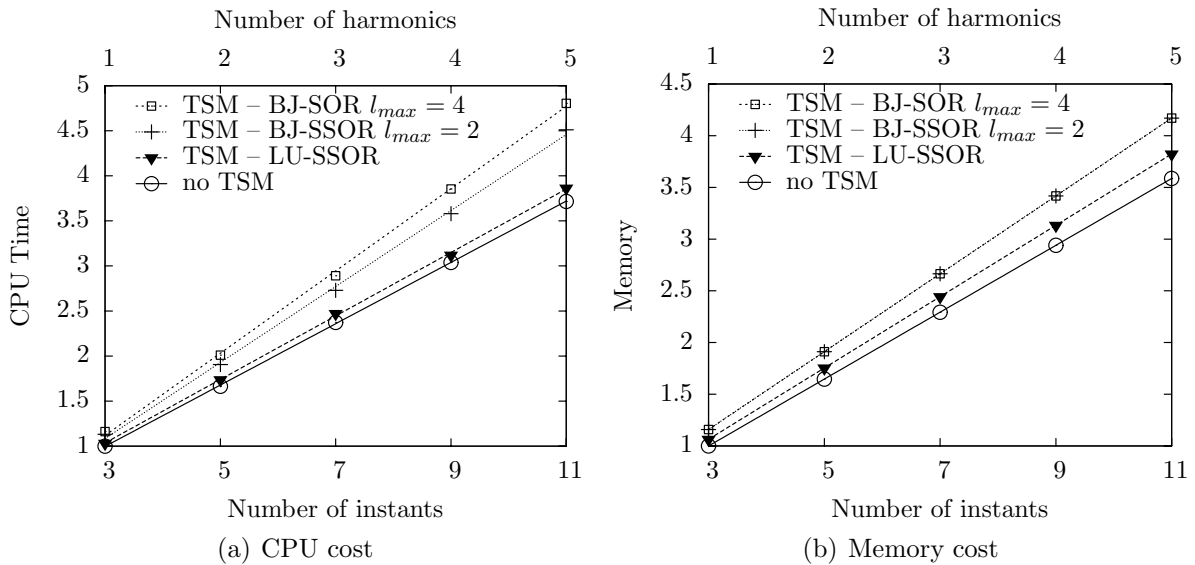 Number of harmonics
1 2 3 4 5
5
4.5
4
3.5
3
2.5
2
1.5
1
CPU Time
TSM – BJ-SOR l_max = 4
TSM – BJ-SSOR l_max = 2
TSM – LU-SSOR
no TSM
3 5 7 9 11
Number of instants
(a) CPU cost
Number of harmonics
1 2 3 4 5
4.5
4
3.5
3
2.5
2
1.5
1
Memory
TSM – BJ-SOR l_max = 4
TSM – BJ-SSOR l_max = 2
TSM – LU-SSOR
no TSM
3 5 7 9 11
Number of instants
(b) Memory cost